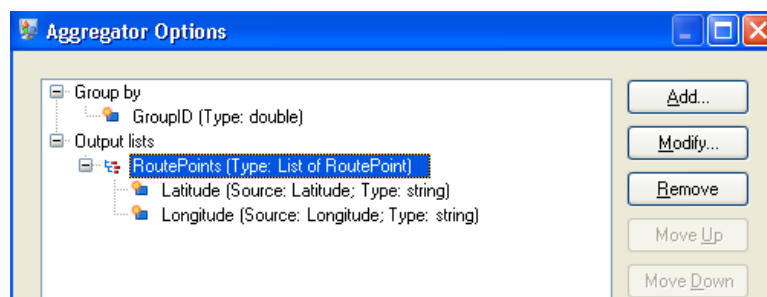 Aggregator Options
Group by
GroupID (Type: double)
Output lists
RoutePoints (Type: List of RoutePoint)
Latitude (Source: Latitude; Type: string)
Longitude (Source: Longitude; Type: string)
Add...
Modify...
Remove
Move Up
Move Down